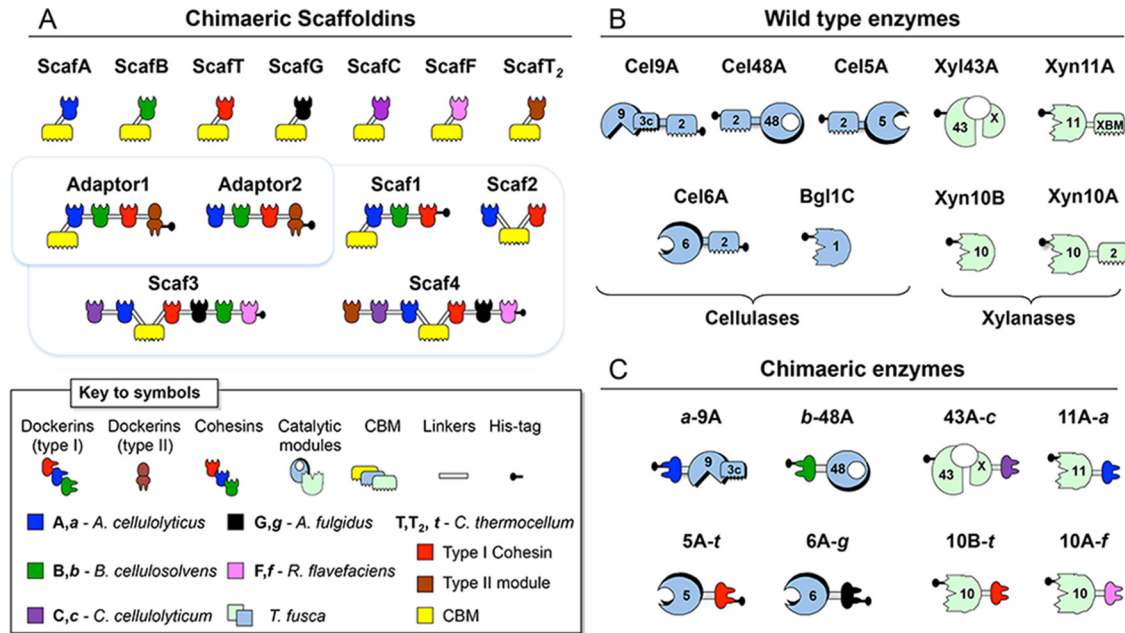 A Chimaeric Scaffoldins
ScafA ScafB ScafT ScafG ScafC ScafF ScafT2
Adaptor1 Adaptor2 Scaf1 Scaf2
Scaf3 Scaf4
Key to symbols
Dockerins (type I)
Dockerins (type II)
Cohesins
Catalytic modules
CBM
Linkers
His-tag
A,a - A. cellulolyticus
G,g - A. fulgidus
T,T2, t - C. thermocellum
Type I Cohesin
B,b - B. cellulosolvens
F,f - R. flavefaciens
Type II module
C,c - C. cellulolyticum
T. fusca
CBM
B Wild type enzymes
Cel9A Cel48A Cel5A Xyl43A Xyn11A
9 3c 2 2 48 2 5 43 X 11 XBM
Cel6A Bgl1C Xyn10B Xyn10A
6 2 1 10 10 2
Cellulases Xylanases
C Chimaeric enzymes
a-9A b-48A 43A-c 11A-a
9 3c 48 43 X 11
5A-t 6A-g 10B-t 10A-f
5 6 10 10